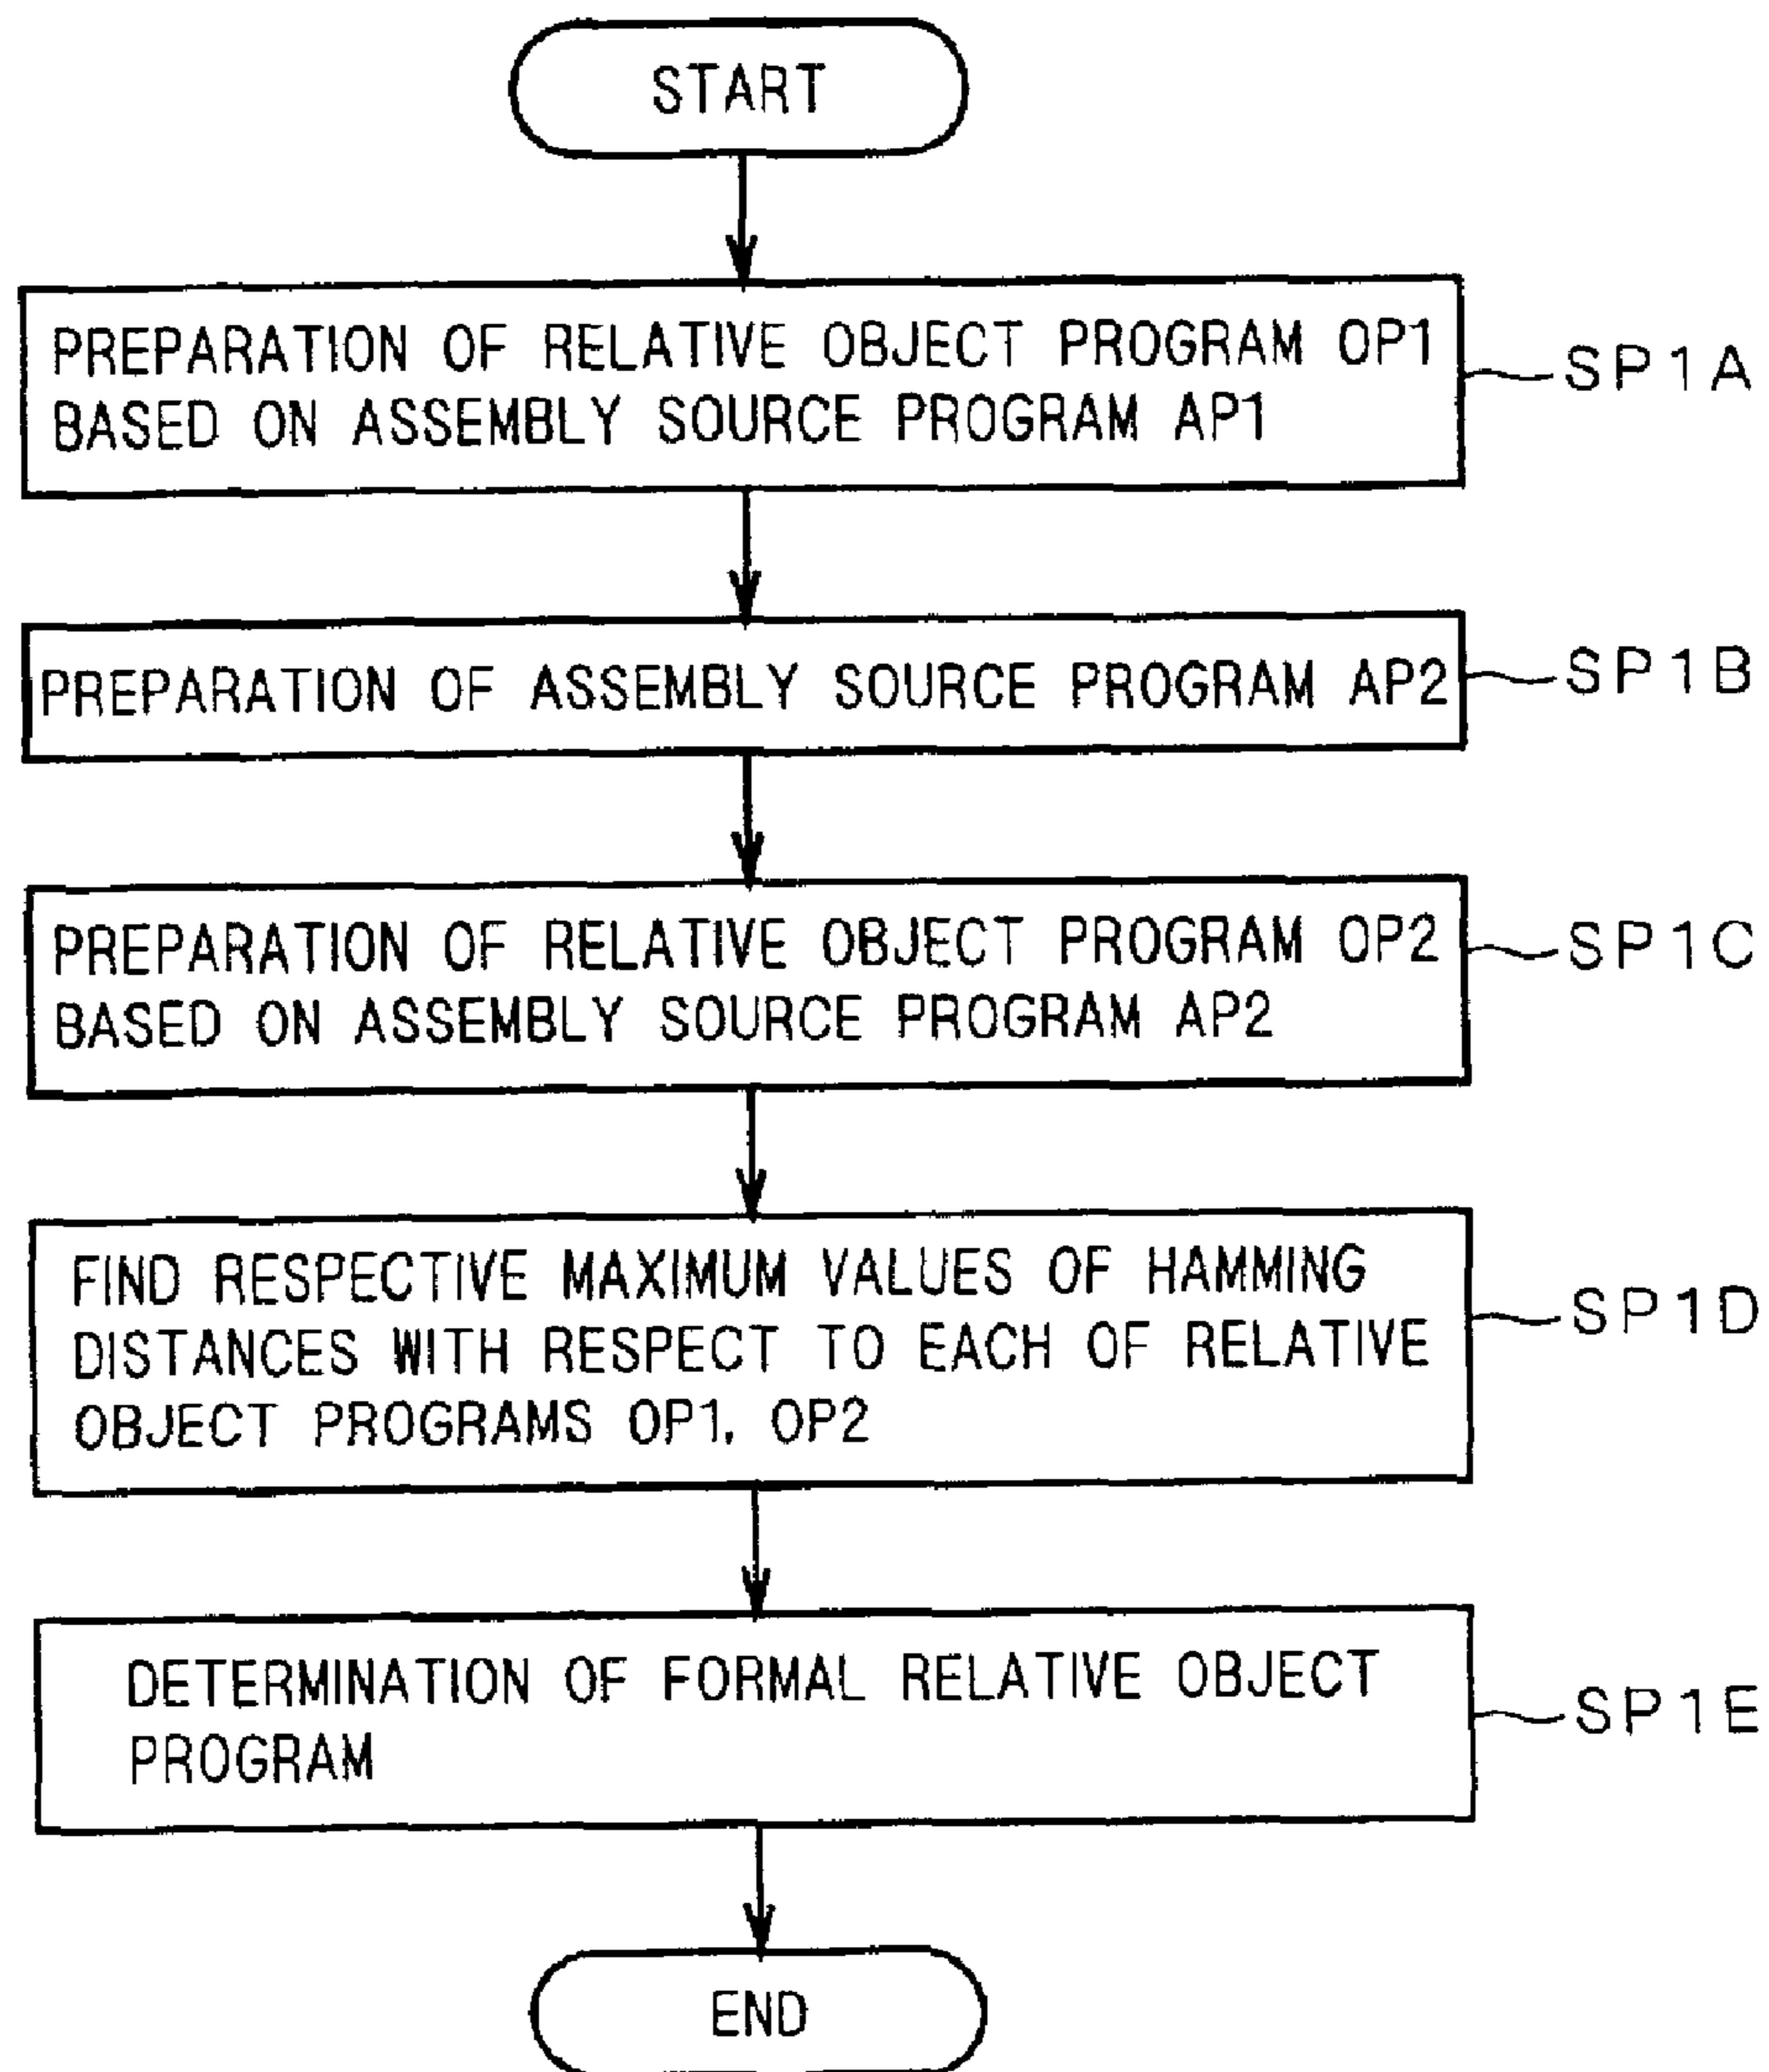 START
PREPARATION OF RELATIVE OBJECT PROGRAM OP1
BASED ON ASSEMBLY SOURCE PROGRAM AP1
SP1A
PREPARATION OF ASSEMBLY SOURCE PROGRAM AP2
SP1B
PREPARATION OF RELATIVE OBJECT PROGRAM OP2
BASED ON ASSEMBLY SOURCE PROGRAM AP2
SP1C
FIND RESPECTIVE MAXIMUM VALUES OF HAMMING
DISTANCES WITH RESPECT TO EACH OF RELATIVE
OBJECT PROGRAMS OP1, OP2
SP1D
DETERMINATION OF FORMAL RELATIVE OBJECT
PROGRAM
SP1E
END